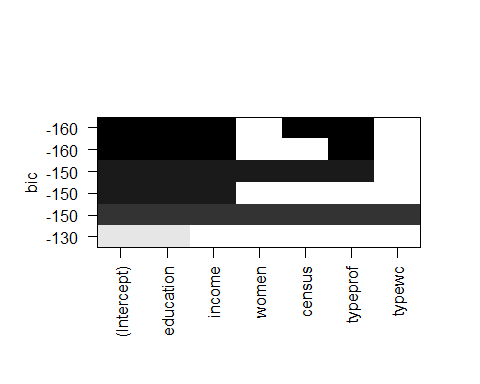 bic
-160
-160
-150
-150
-150
-130
(Intercept)
education
income
women
census
typeprof
typewc